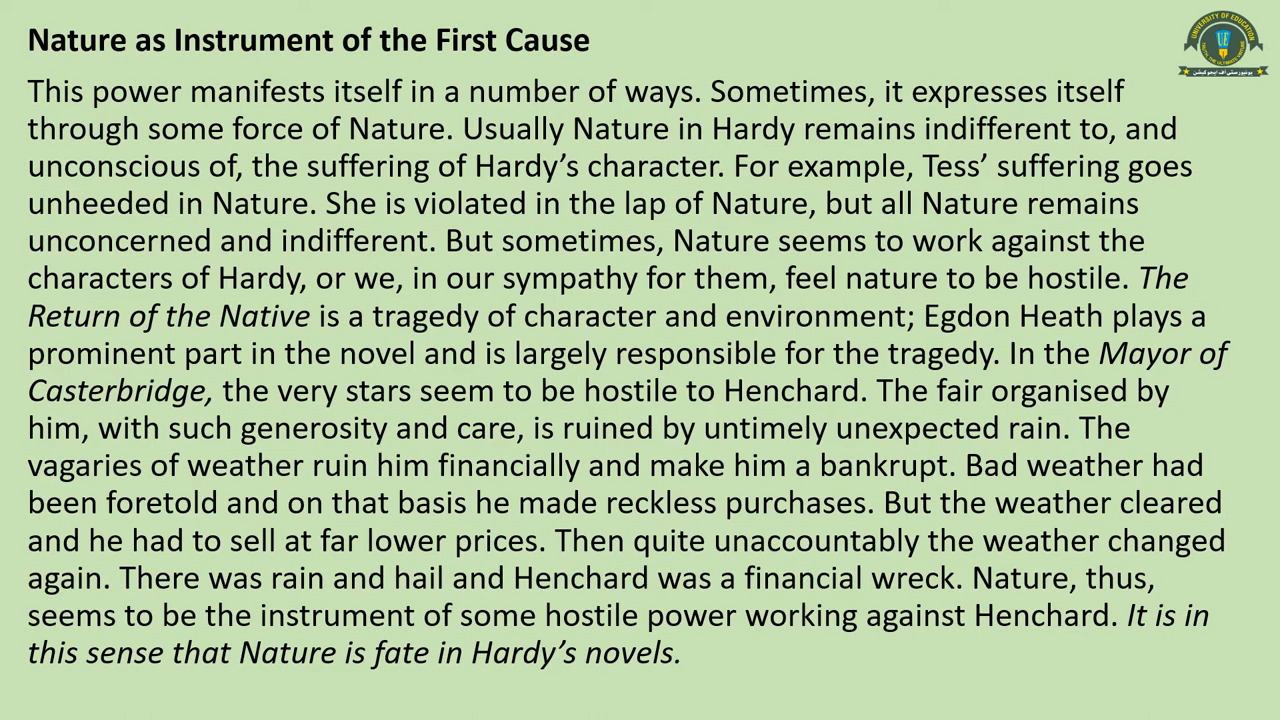 Nature as Instrument of the First Cause
UNIVERSITY OF EDUCATION
UE
This power manifests itself in a number of ways. Sometimes, it expresses itself
through some force of Nature. Usually Nature in Hardy remains indifferent to, and
unconscious of, the suffering of Hardy’s character. For example, Tess’ suffering goes
unheeded in Nature. She is violated in the lap of Nature, but all Nature remains
unconcerned and indifferent. But sometimes, Nature seems to work against the
characters of Hardy, or we, in our sympathy for them, feel nature to be hostile. The
Return of the Native is a tragedy of character and environment; Egdon Heath plays a
prominent part in the novel and is largely responsible for the tragedy. In the Mayor of
Casterbridge, the very stars seem to be hostile to Henchard. The fair organised by
him, with such generosity and care, is ruined by untimely unexpected rain. The
vagaries of weather ruin him financially and make him a bankrupt. Bad weather had
been foretold and on that basis he made reckless purchases. But the weather cleared
and he had to sell at far lower prices. Then quite unaccountably the weather changed
again. There was rain and hail and Henchard was a financial wreck. Nature, thus,
seems to be the instrument of some hostile power working against Henchard. It is in
this sense that Nature is fate in Hardy’s novels.